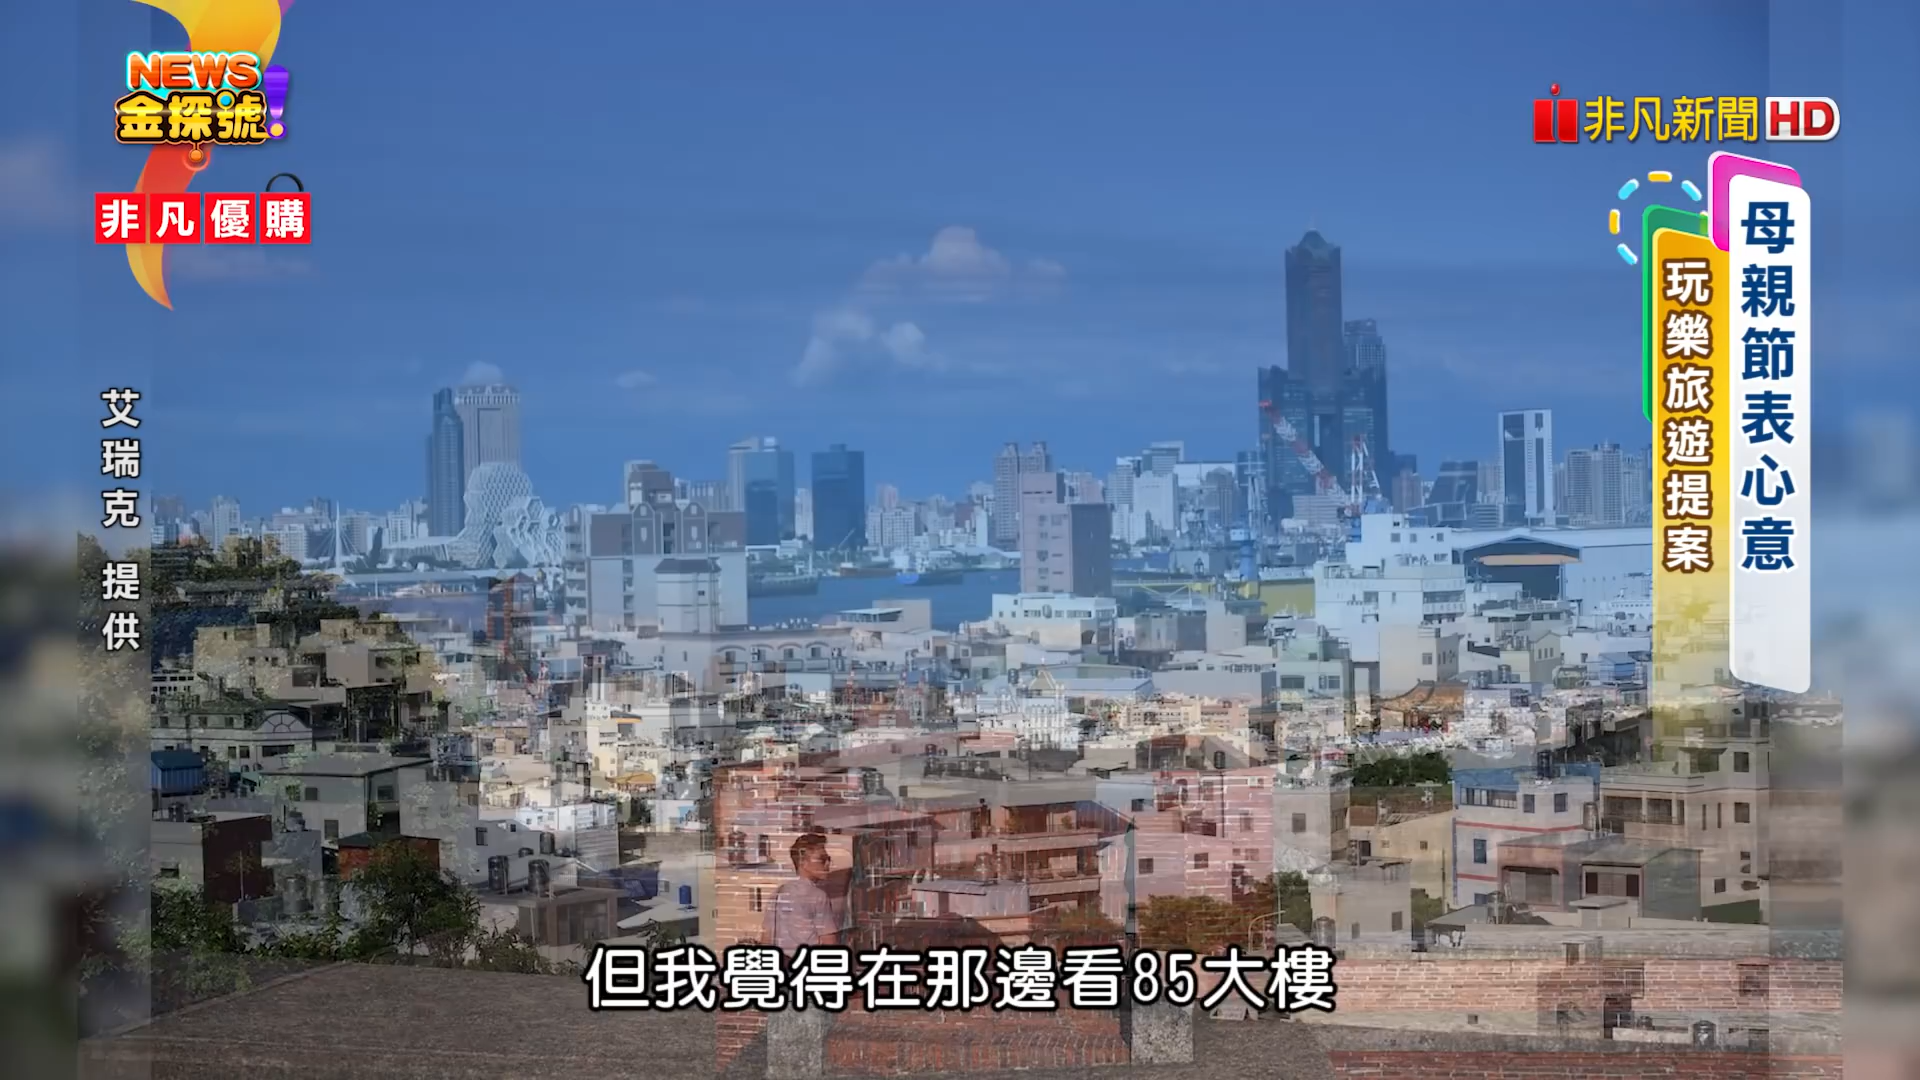 NEWS
金探號!
非凡優購
艾瑞克 提供
非凡新聞HD
母親節表心意
玩樂旅遊提案
但我覺得在那邊看85大樓